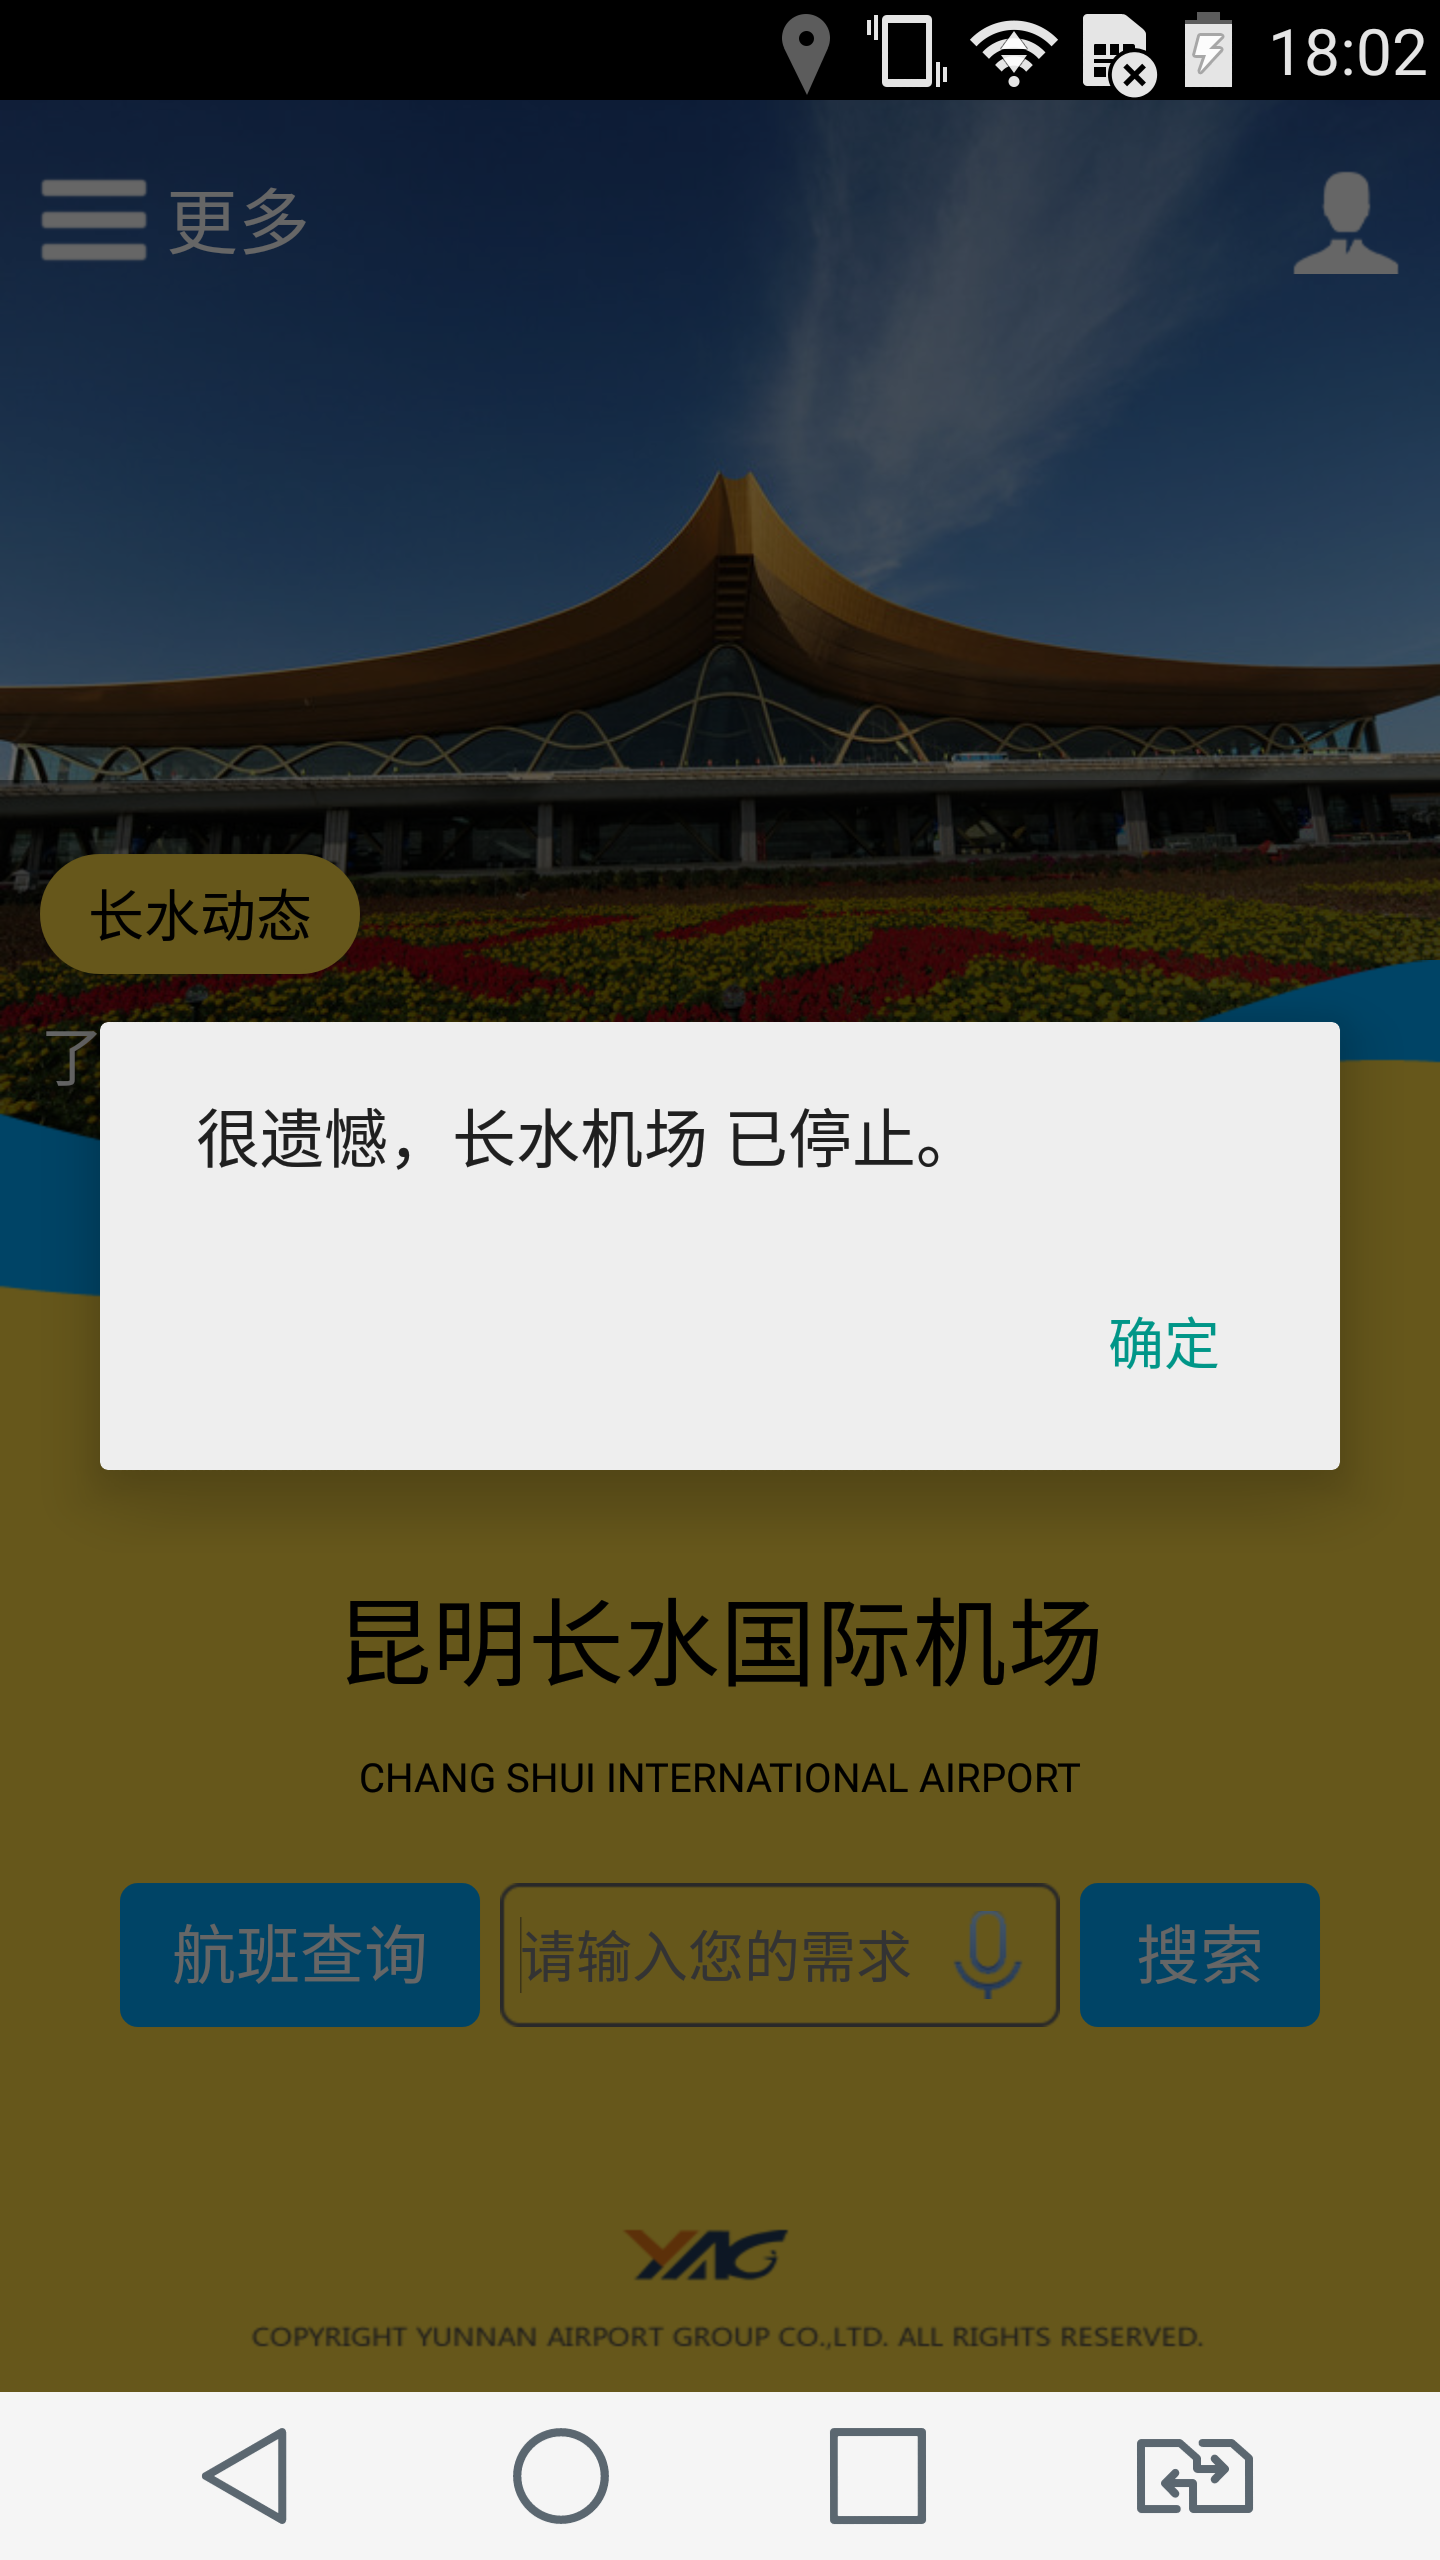 18:02
更多
长水动态
了
很遗憾，长水机场 已停止。
确定
昆明长水国际机场
CHANG SHUI INTERNATIONAL AIRPORT
航班查询 请输入您的需求 搜索
YAG
COPYRIGHT YUNNAN AIRPORT GROUP CO.,LTD. ALL RIGHTS RESERVED.